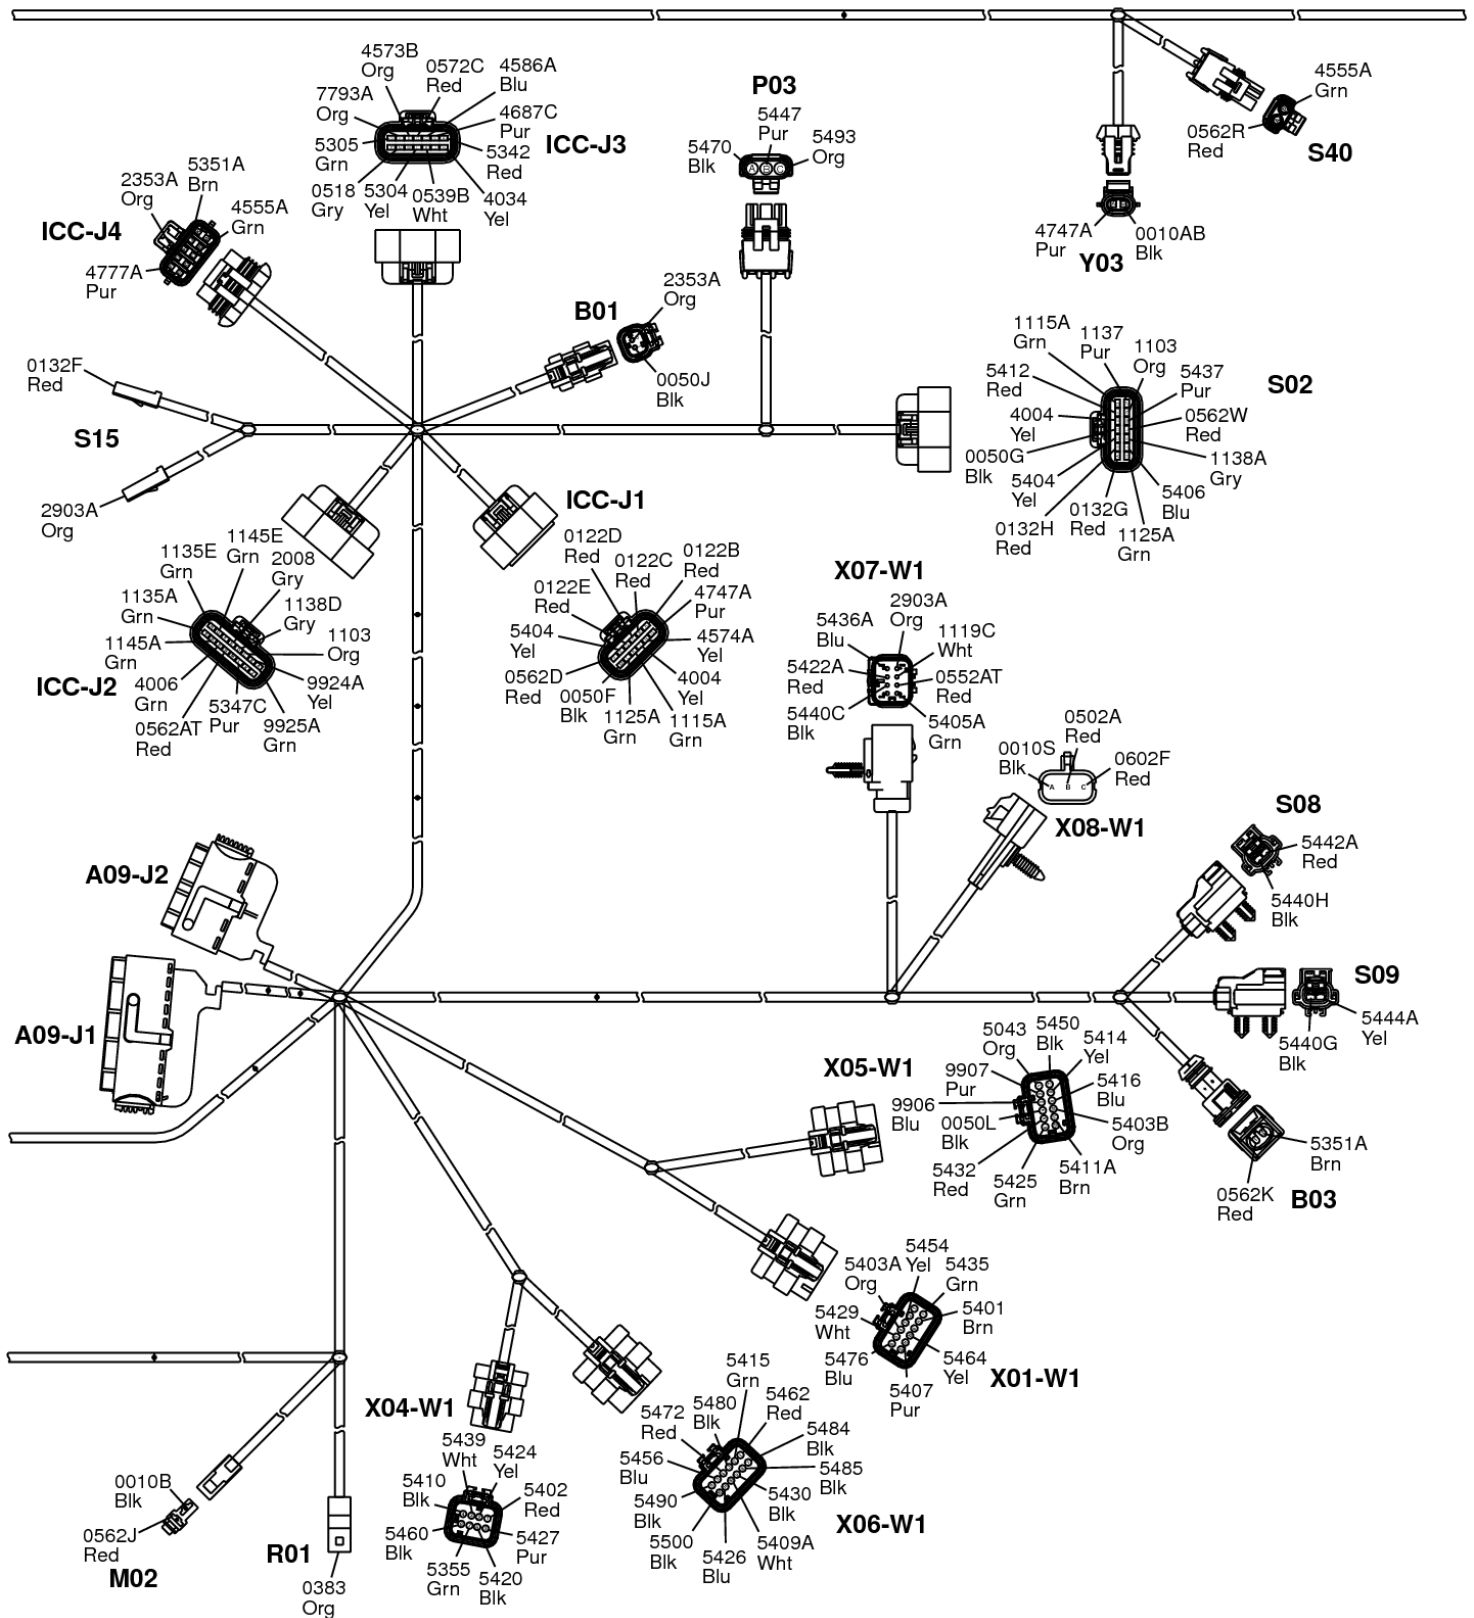 4573B
Org
0572C
Red
4586A
Blu
7793A
Org
4687C
Pur
5305
Grn
5342
Red
ICC-J3
0518
Gry
5304
Yel
0539B
Wht
4034
Yel
P03
5447
Pur
5470
Blk
5493
Org
A B C
4555A
Grn
0562R
Red
S40
4747A
Pur
0010AB
Blk
Y03
5351A
Brn
2353A
Org
4555A
Grn
ICC-J4
4777A
Pur
B01
2353A
Org
0050J
Blk
0132F
Red
S15
2903A
Org
1115A
Grn
1137
Pur
1103
Org
5412
Red
5437
Pur
S02
4004
Yel
0562W
Red
0050G
Blk
1138A
Gry
5404
Yel
5406
Blu
0132H
Red
0132G
Red
1125A
Grn
ICC-J1
0122D
Red
0122C
Red
0122B
Red
0122E
Red
4747A
Pur
5404
Yel
4574A
Yel
0562D
Red
4004
Yel
0050F
Blk
1125A
Grn
1115A
Grn
1135E
Grn
1145E
Grn
2008
Gry
1135A
Grn
1138D
Gry
1145A
Grn
1103
Org
ICC-J2
4006
Grn
9924A
Yel
0562AT
Red
5347C
Pur
9925A
Grn
X07-W1
5436A
Blu
2903A
Org
1119C
Wht
5422A
Red
0552AT
Red
5440C
Blk
5405A
Grn
0502A
Red
0010S
Blk
0602F
Red
A B C
X08-W1
S08
5442A
Red
5440H
Blk
A09-J2
A09-J1
S09
5444A
Yel
5440G
Blk
5351A
Brn
0562K
Red
B03
X05-W1
5043
Org
5450
Blk
5414
Yel
9907
Pur
5416
Blu
9906
Blu
0050L
Blk
5403B
Org
5432
Red
5425
Grn
5411A
Brn
5403A
Org
5454
Yel
5435
Grn
5429
Wht
5401
Brn
5476
Blu
5464
Yel
5407
Pur
X01-W1
5415
Grn
5480
Blk
5462
Red
5472
Red
5484
Blk
5456
Blu
5485
Blk
5490
Blk
5430
Blk
5500
Blk
5426
Blu
5409A
Wht
X06-W1
X04-W1
5439
Wht
5424
Yel
5410
Blk
5402
Red
5460
Blk
5427
Pur
5355
Grn
5420
Blk
0010B
Blk
0562J
Red
M02
R01
0383
Org